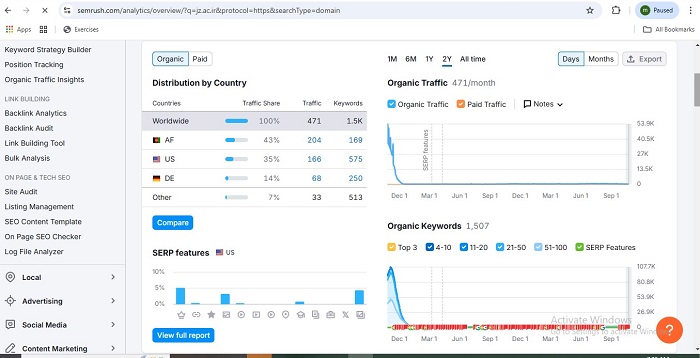 semrush.com/analytics/overview/?q=jz.ac.ir&protocol=https&searchType=domain
m Paused
Apps
Exercises
All Bookmarks
Keyword Strategy Builder
Position Tracking
Organic Traffic Insights
LINK BUILDING
Backlink Analytics
Backlink Audit
Link Building Tool
Bulk Analysis
ON PAGE & TECH SEO
Site Audit
Listing Management
SEO Content Template
On Page SEO Checker
Log File Analyzer
Local
Advertising
Social Media
Content Marketing
Organic Paid
Distribution by Country
Countries Traffic Share Traffic Keywords
Worldwide 100% 471 1.5K
AF 43% 204 169
US 35% 166 575
DE 14% 68 250
Other 7% 33 513
Compare
SERP features US
10%
5%
0%
View full report
1M 6M 1Y 2Y All time
Days Months Export
Organic Traffic 471/month
Organic Traffic Paid Traffic Notes
SERP features
53.9K
40.5K
27K
13.5K
0
Dec 1 Mar 1 Jun 1 Sep 1 Dec 1 Mar 1 Jun 1 Sep 1
Organic Keywords 1,507
Top 3 4-10 11-20 21-50 51-100 SERP Features
107.7K
80.8K
53.9K
26.9K
0
Dec 1 Mar 1 Jun 1 Sep 1 Dec 1 Mar 1 Jun 1 Sep 1
Activate Windows
Go to Settings to activate Windows
?